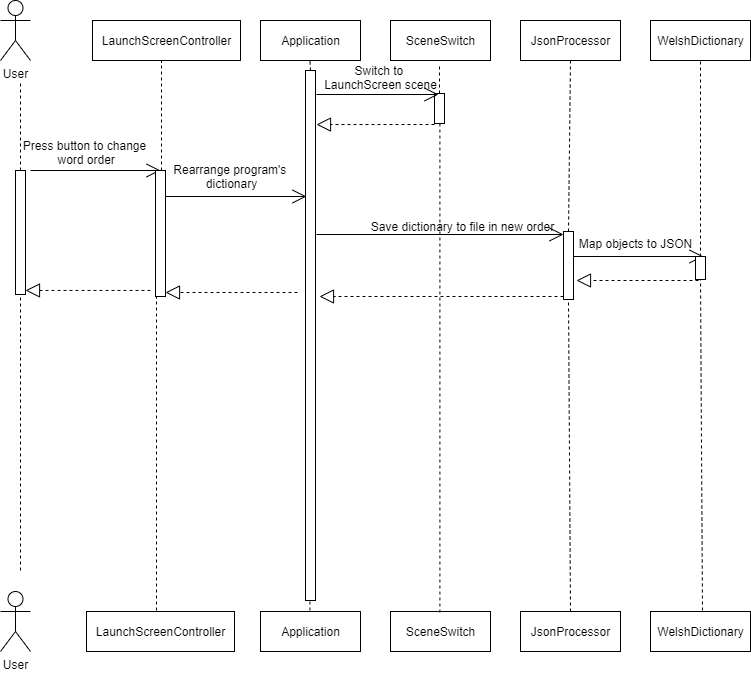 User
LaunchScreenController
Application
SceneSwitch
JsonProcessor
WelshDictionary
Switch to
LaunchScreen scene
Press button to change
word order
Rearrange program's
dictionary
Save dictionary to file in new order
Map objects to JSON
LaunchScreenController
Application
SceneSwitch
JsonProcessor
WelshDictionary
User